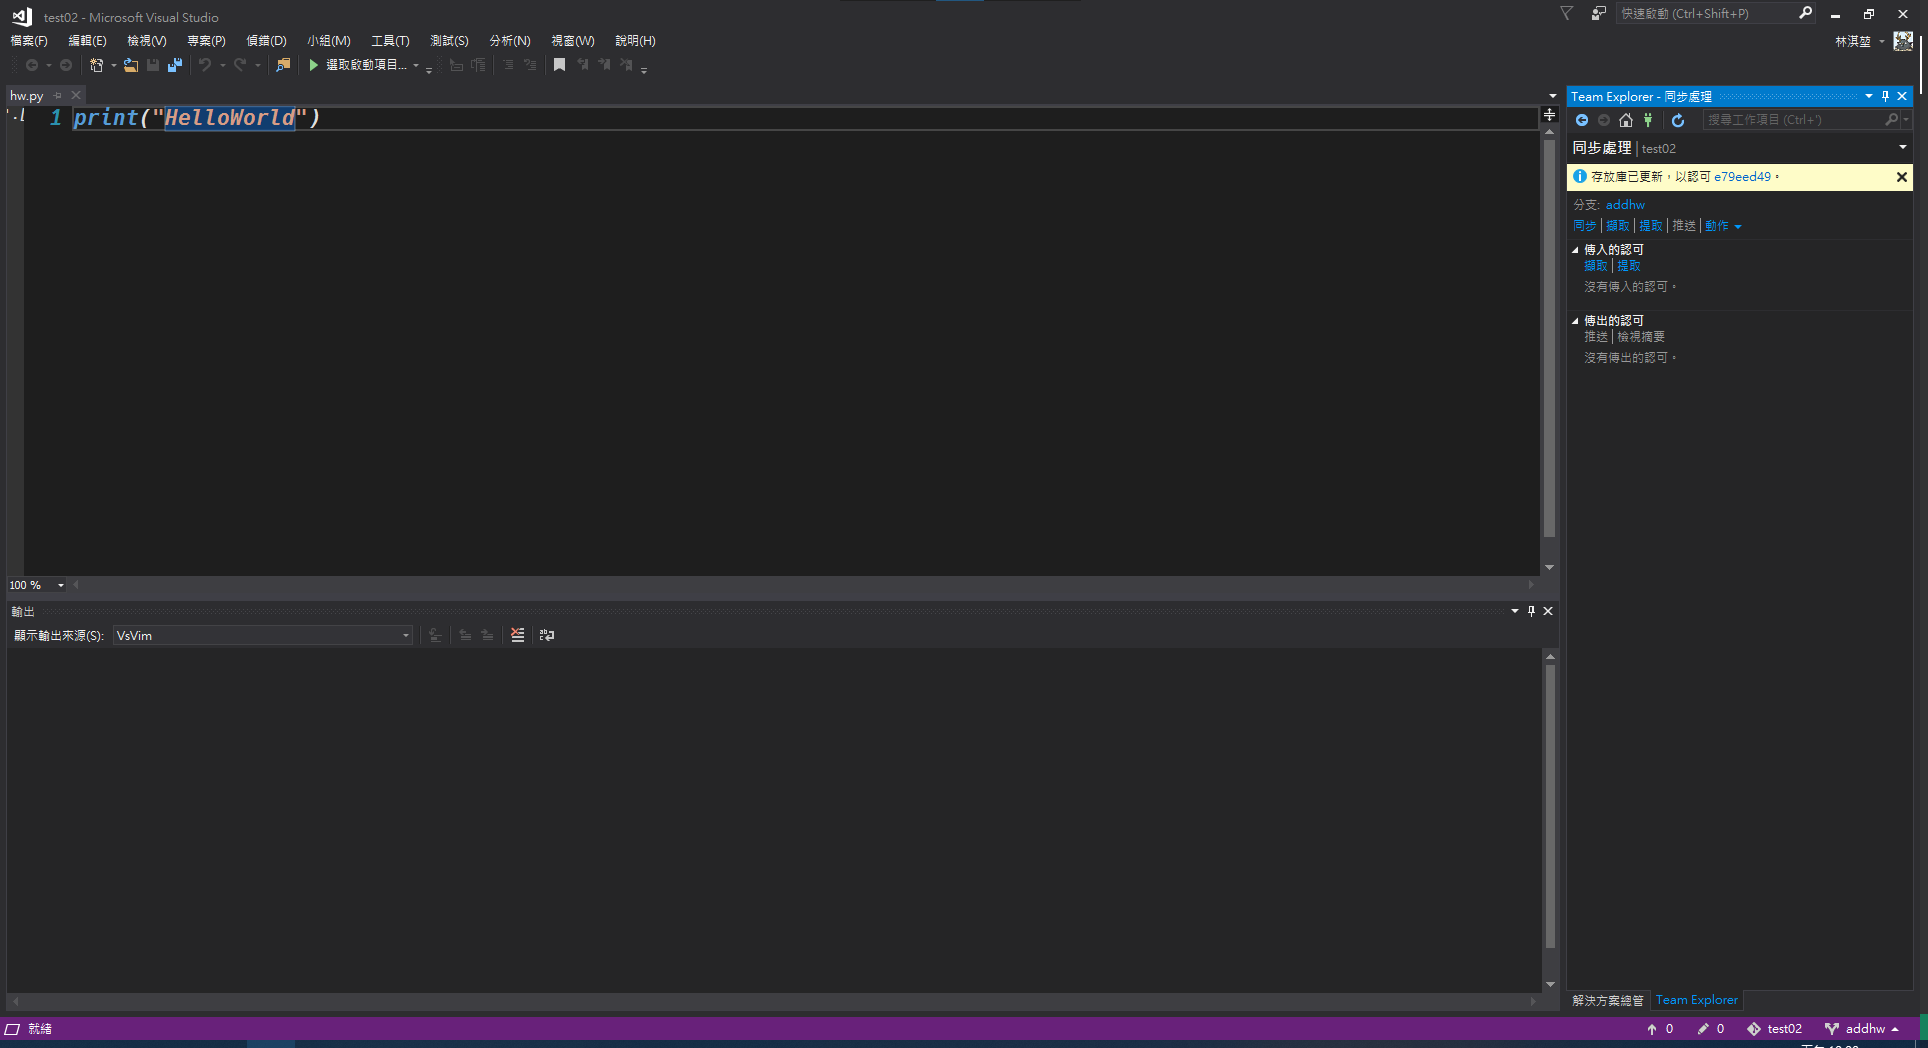 test02 - Microsoft Visual Studio
快速啟動 (Ctrl+Shift+P)
檔案(F) 編輯(E) 檢視(V) 專案(P) 偵錯(D) 小組(M) 工具(T) 測試(S) 分析(N) 視窗(W) 說明(H)
林淇堃
選取啟動項目...
hw.py
1 print("HelloWorld")
100 %
輸出
顯示輸出來源(S): VsVim
Team Explorer - 同步處理
搜尋工作項目 (Ctrl+')
同步處理 | test02
存放庫已更新，以認可 e79eed49。
分支: addhw
同步 | 擷取 | 提取 | 推送 | 動作
傳入的認可
擷取 | 提取
沒有傳入的認可。
傳出的認可
推送 | 檢視摘要
沒有傳出的認可。
解決方案總管 Team Explorer
就緒
0 0 test02 addhw